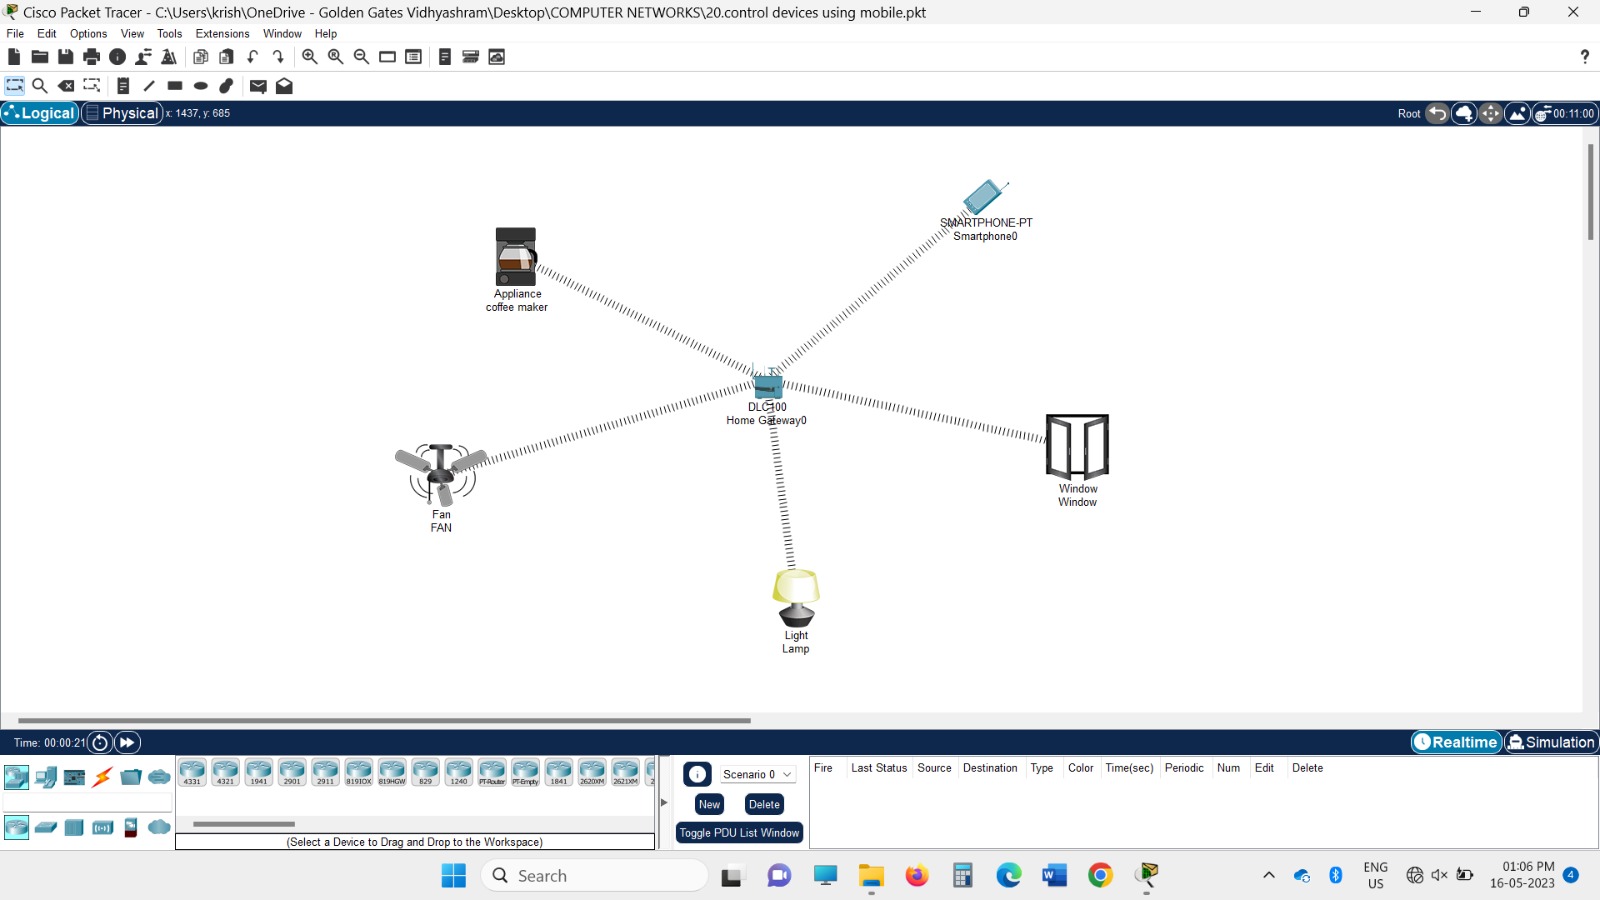 Cisco Packet Tracer - C:\Users\krish\OneDrive - Golden Gates Vidhyashram\Desktop\COMPUTER NETWORKS\20.control devices using mobile.pkt
File Edit Options View Tools Extensions Window Help
?
Logical Physical x: 1437, y: 685 Root 00:11:00
SMARTPHONE-PT
Smartphone0
Appliance
coffee maker
DLC100
Home Gateway0
Window
Window
Fan
FAN
Light
Lamp
Time: 00:00:21 Realtime Simulation
4331 4321 1941 2901 2911 819IOX 819HGW 829 1240 PT-Router PT-Empty 1841 2620XM 2621XM 2
(Select a Device to Drag and Drop to the Workspace)
Scenario 0
New Delete
Toggle PDU List Window
Fire Last Status Source Destination Type Color Time(sec) Periodic Num Edit Delete
Search
ENG
US
01:06 PM
16-05-2023
4